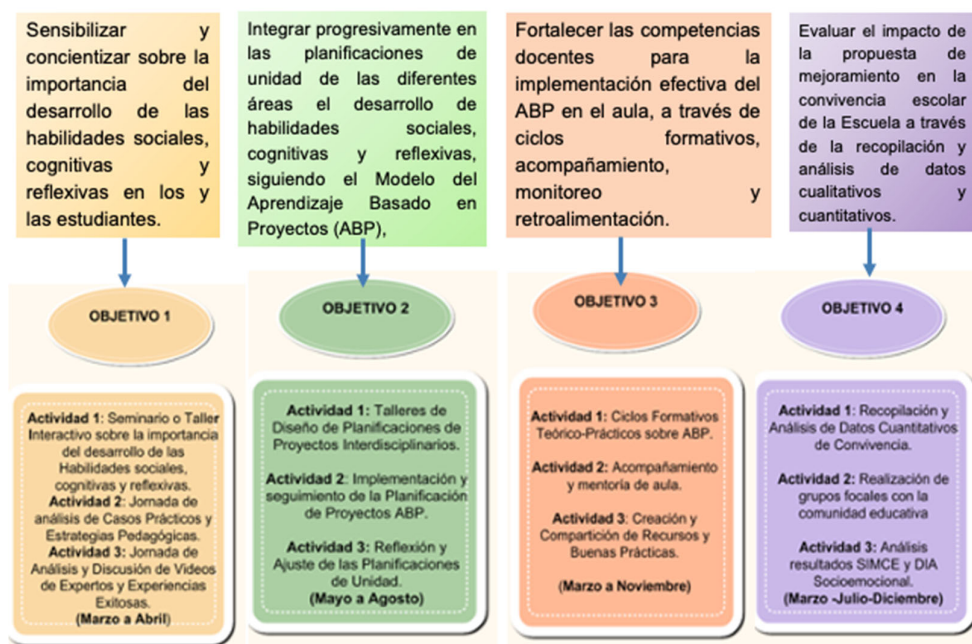 Sensibilizar y
concientizar sobre la
importancia del
desarrollo de las
habilidades sociales,
cognitivas y
reflexivas en los y
las estudiantes.
Integrar progresivamente en
las planificaciones de
unidad de las diferentes
áreas el desarrollo de
habilidades sociales,
cognitivas y reflexivas,
siguiendo el Modelo del
Aprendizaje Basado en
Proyectos (ABP),
Fortalecer las competencias
docentes para la
implementación efectiva del
ABP en el aula, a través de
ciclos formativos,
acompañamiento,
monitoreo y
retroalimentación.
Evaluar el impacto de
la propuesta de
mejoramiento en la
convivencia escolar
de la Escuela a través
de la recopilación y
análisis de datos
cualitativos y
cuantitativos.
OBJETIVO 1
OBJETIVO 2
OBJETIVO 3
OBJETIVO 4
Actividad 1: Seminario o Taller
Interactivo sobre la importancia
del desarrollo de las
Habilidades sociales,
cognitivas y reflexivas.
Actividad 2: Jornada de
análisis de Casos Prácticos y
Estrategias Pedagógicas.
Actividad 3: Jornada de
Análisis y Discusión de Videos
de Expertos y Experiencias
Exitosas.
(Marzo a Abril)
Actividad 1: Talleres de
Diseño de Planificaciones de
Proyectos Interdisciplinarios.
Actividad 2: Implementación y
seguimiento de la Planificación
de Proyectos ABP.
Actividad 3: Reflexión y
Ajuste de las Planificaciones
de Unidad.
(Mayo a Agosto)
Actividad 1: Ciclos Formativos
Teórico-Prácticos sobre ABP.
Actividad 2: Acompañamiento
y mentoría de aula.
Actividad 3: Creación y
Compartición de Recursos y
Buenas Prácticas.
(Marzo a Noviembre)
Actividad 1: Recopilación y
Análisis de Datos Cuantitativos
de Convivencia.
Actividad 2: Realización de
grupos focales con la
comunidad educativa
Actividad 3: Análisis
resultados SIMCE y DIA
Socioemocional.
(Marzo -Julio-Diciembre)